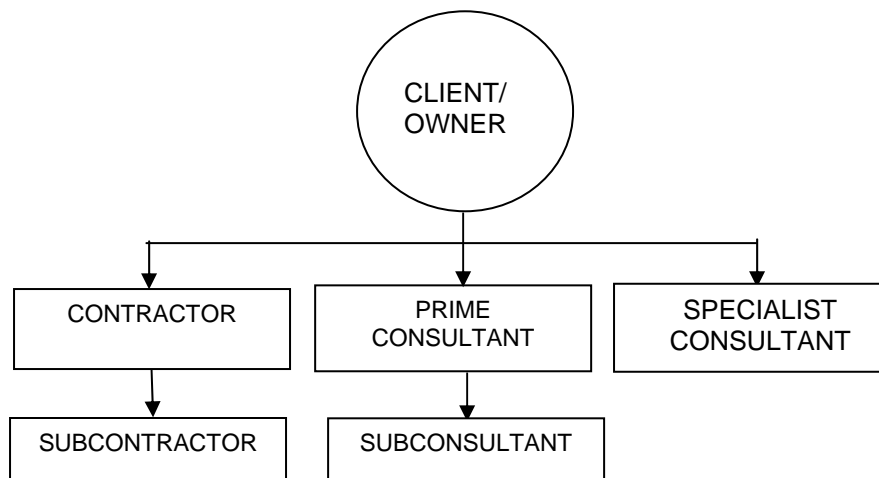 CLIENT/
OWNER
CONTRACTOR
PRIME
CONSULTANT
SPECIALIST
CONSULTANT
SUBCONTRACTOR
SUBCONSULTANT